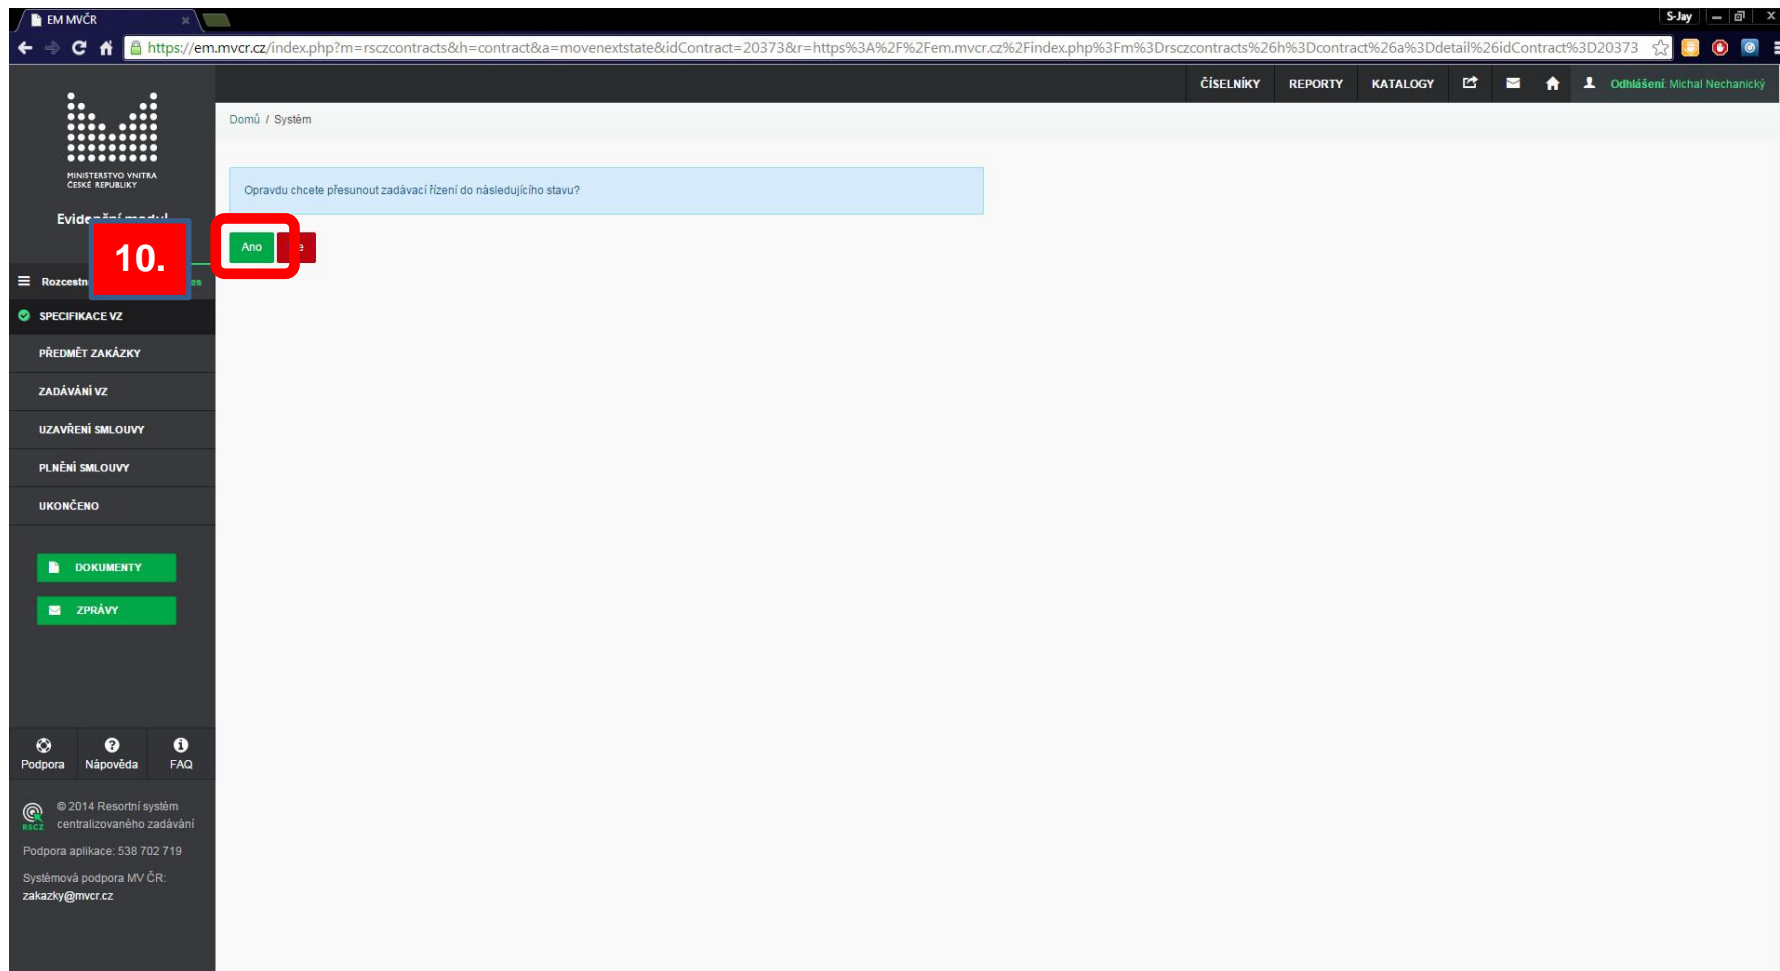 EM MVČR
S-Jay
https://em.mvcr.cz/index.php?m=rsczcontracts&h=contract&a=movenextstate&idContract=20373&r=https%3A%2F%2Fem.mvcr.cz%2Findex.php%3Fm%3Drsczcontracts%26h%3Dcontract%26a%3Ddetail%26idContract%3D20373
ČÍSELNÍKY REPORTY KATALOGY Odhlášení: Michal Nechanický
Domů / Systém
MINISTERSTVO VNITRA
ČESKÉ REPUBLIKY
Opravdu chcete přesunout zadávací řízení do následujícího stavu?
Ano
10.
SPECIFIKACE VZ
PŘEDMĚT ZAKÁZKY
ZADÁVÁNÍ VZ
UZAVŘENÍ SMLOUVY
PLNĚNÍ SMLOUVY
UKONČENO
DOKUMENTY
ZPRÁVY
Podpora Nápověda FAQ
© 2014 Resortní systém
centralizovaného zadávání
RSCZ
Podpora aplikace: 538 702 719
Systémová podpora MV ČR:
zakazky@mvcr.cz